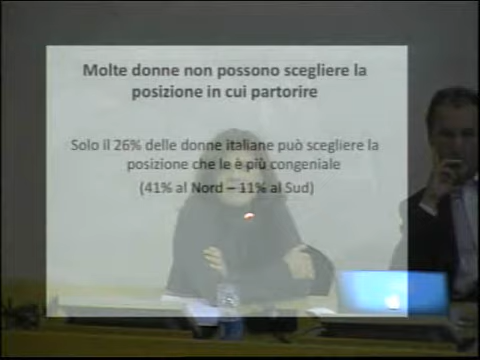 Molte donne non possono scegliere la
posizione in cui partorire
Solo il 26% delle donne italiane può scegliere la
posizione che le è più congeniale
(41% al Nord – 11% al Sud)